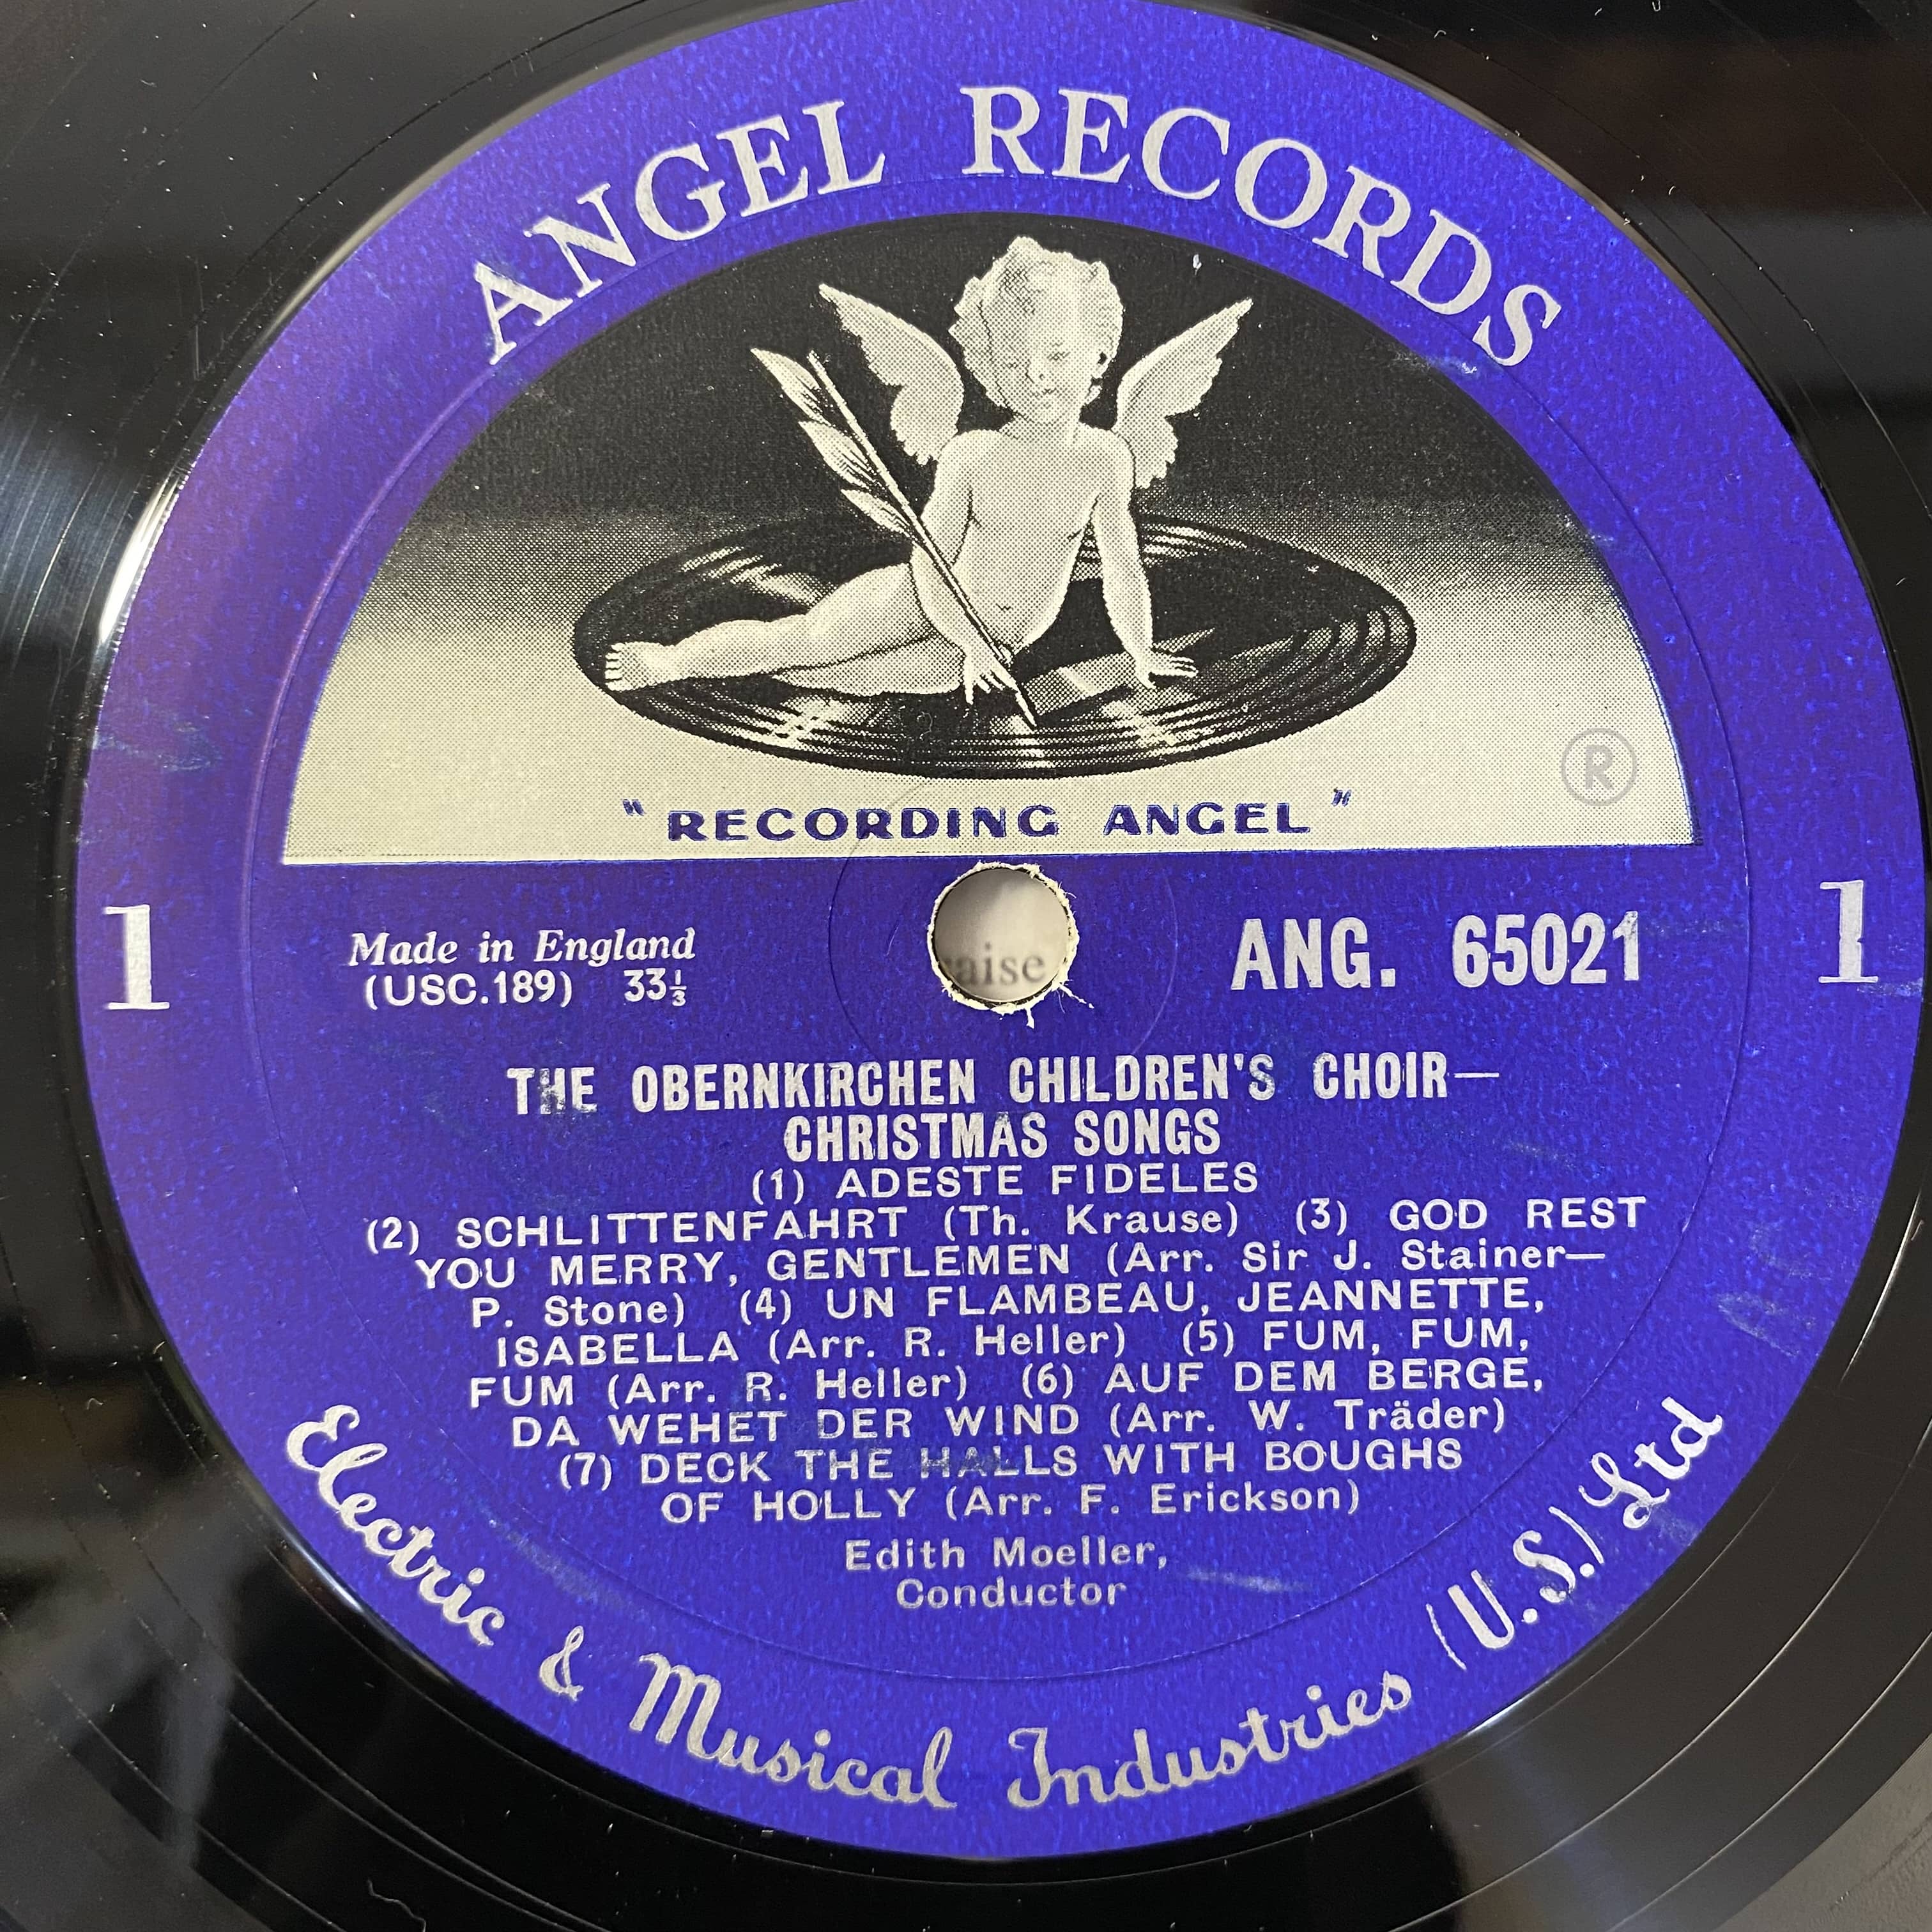 ANGEL RECORDS
"RECORDING ANGEL"
®
1
Made in England
(USC.189) 33⅓
aise
ANG. 65021
1
THE OBERNKIRCHEN CHILDREN'S CHOIR—
CHRISTMAS SONGS
(1) ADESTE FIDELES
(2) SCHLITTENFAHRT (Th. Krause) (3) GOD REST
YOU MERRY, GENTLEMEN (Arr. Sir J. Stainer—
P. Stone) (4) UN FLAMBEAU, JEANNETTE,
ISABELLA (Arr. R. Heller) (5) FUM, FUM,
FUM (Arr. R. Heller) (6) AUF DEM BERGE,
DA WEHET DER WIND (Arr. W. Träder)
(7) DECK THE HALLS WITH BOUGHS
OF HOLLY (Arr. F. Erickson)
Edith Moeller,
Conductor
Electric & Musical Industries (U.S.) Ltd